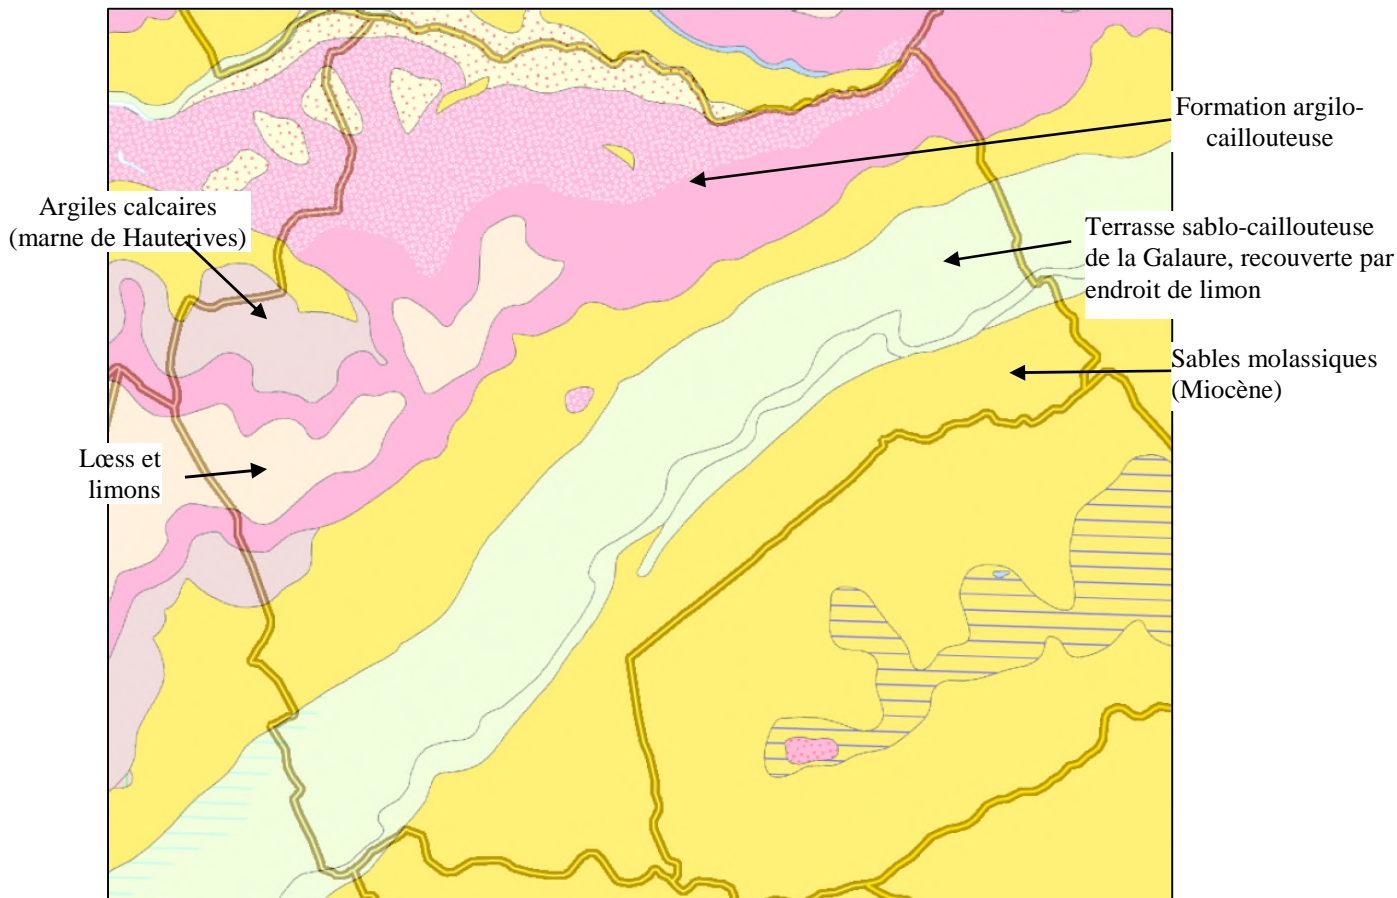 Formation argilo-
caillouteuse
Argiles calcaires
(marne de Hauterives)
Terrasse sablo-caillouteuse
de la Galaure, recouverte par
endroit de limon
Sables molassiques
(Miocène)
Lœss et
limons